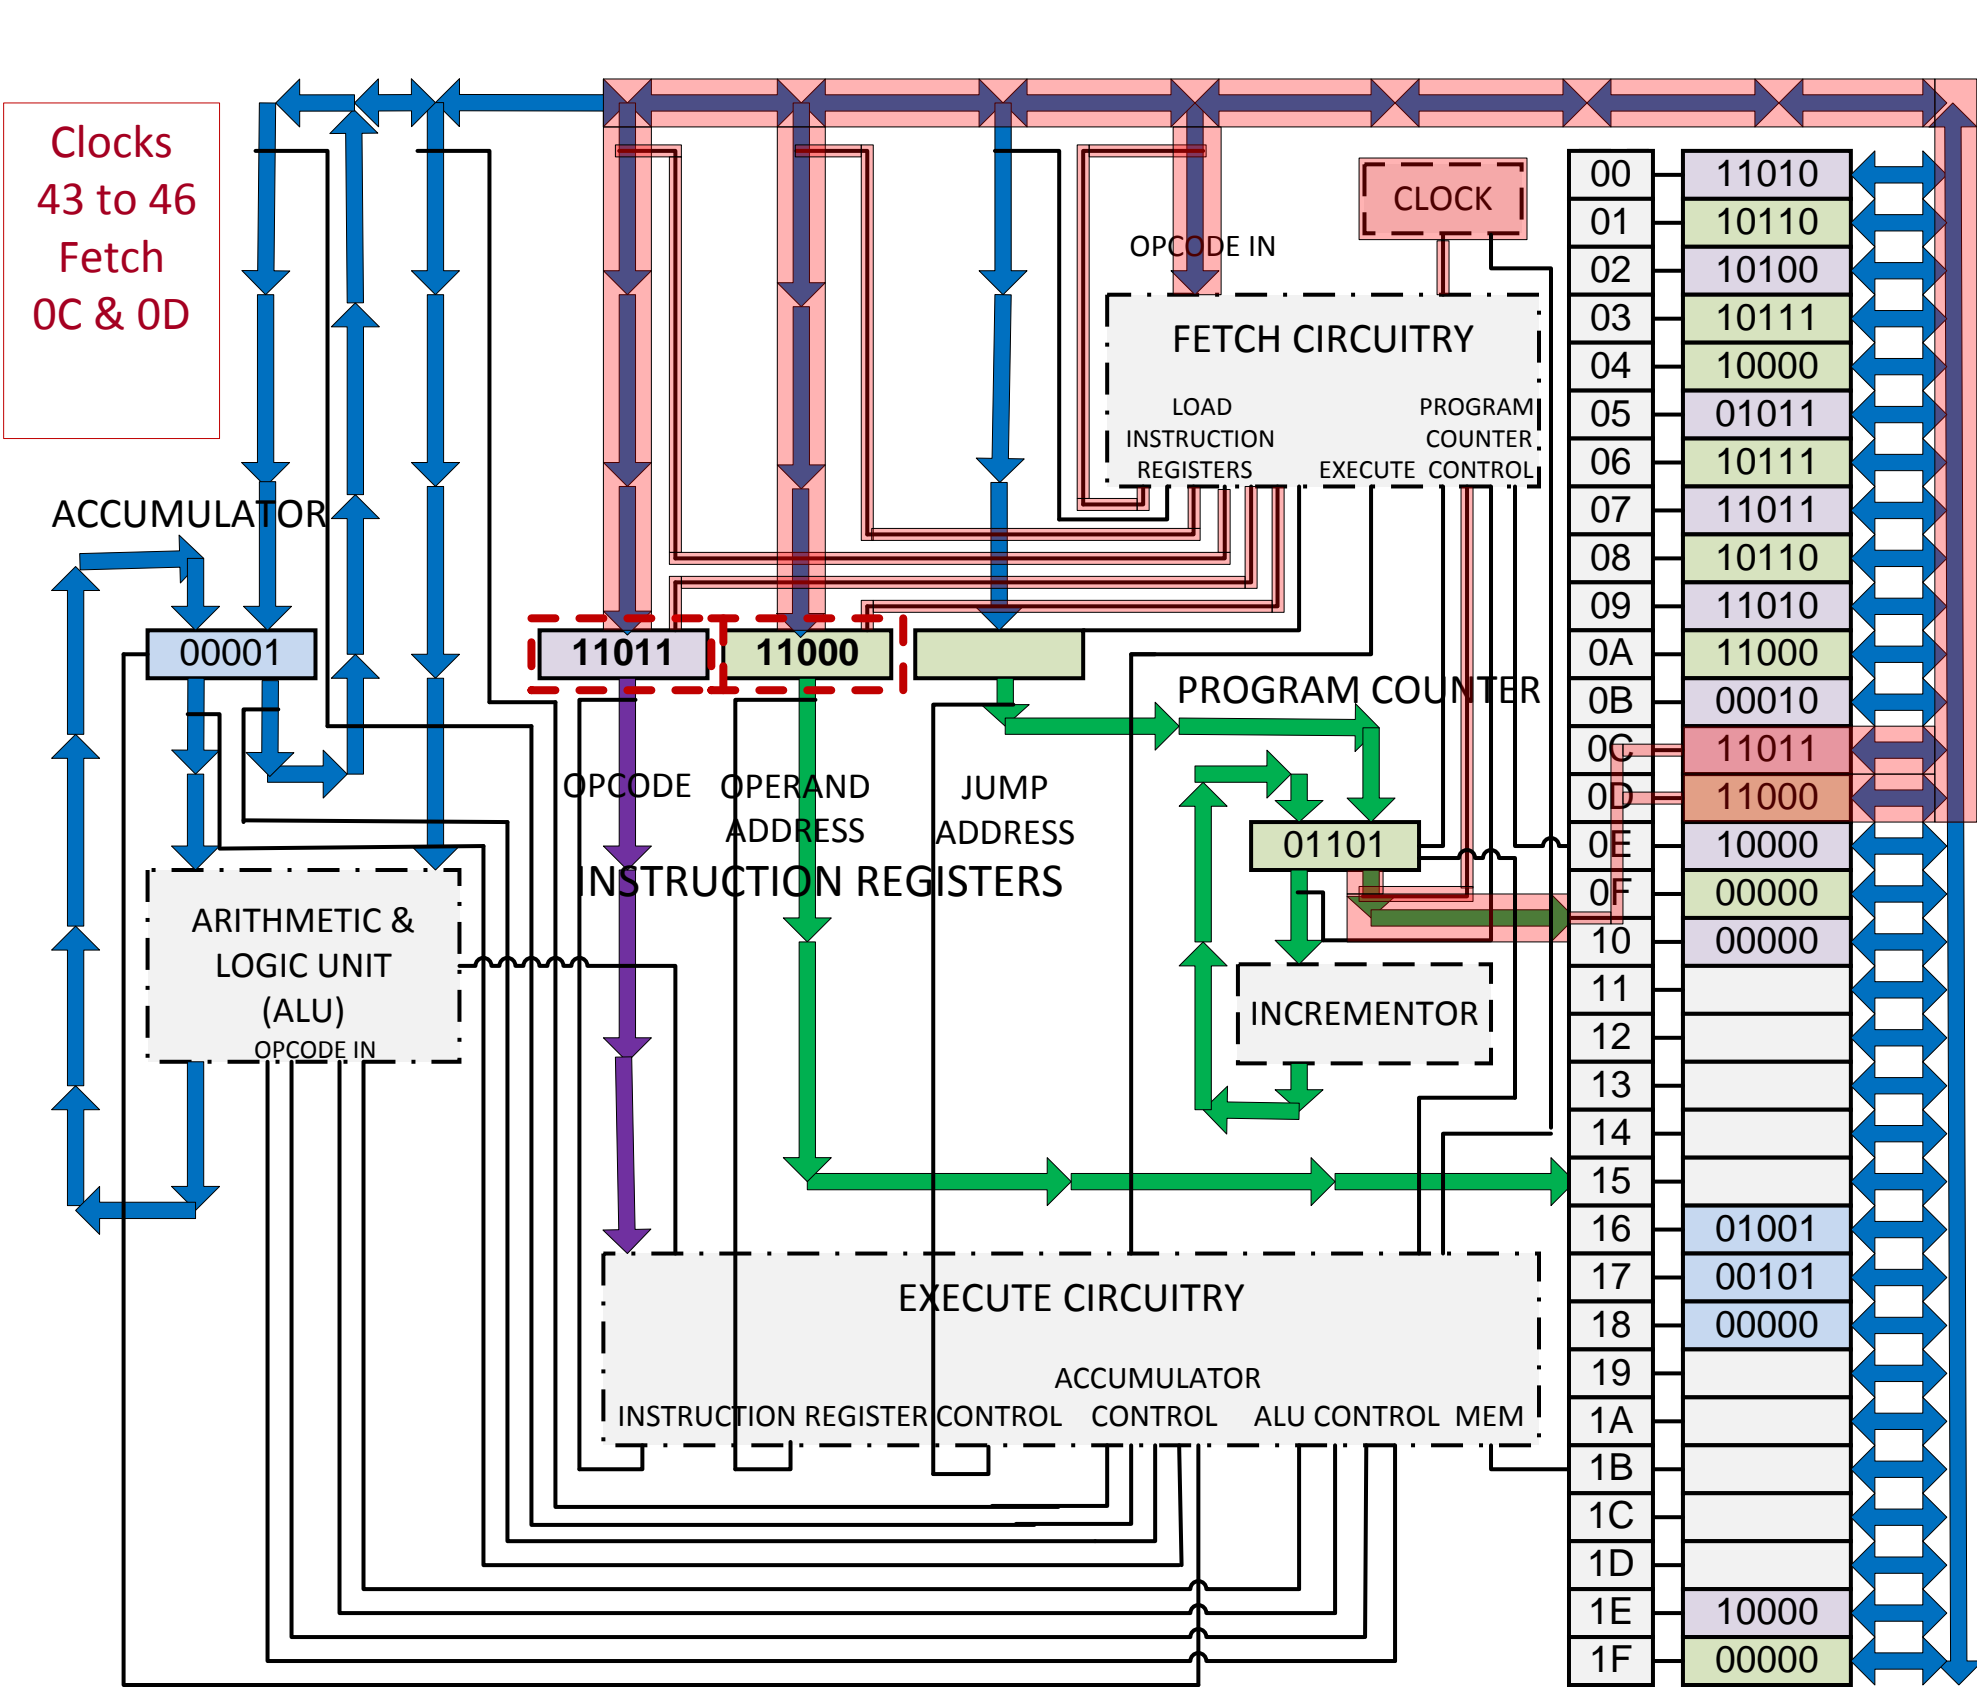 Clocks
43 to 46
Fetch
0C & 0D
CLOCK
OPCODE IN
FETCH CIRCUITRY
LOAD
INSTRUCTION
REGISTERS
EXECUTE
PROGRAM
COUNTER
CONTROL
ACCUMULATOR
00001
11011
11000
PROGRAM COUNTER
01101
OPCODE
OPERAND
ADDRESS
JUMP
ADDRESS
INSTRUCTION REGISTERS
ARITHMETIC &
LOGIC UNIT
(ALU)
OPCODE IN
INCREMENTOR
EXECUTE CIRCUITRY
INSTRUCTION REGISTER CONTROL
ACCUMULATOR
CONTROL
ALU CONTROL
MEM
00 11010
01 10110
02 10100
03 10111
04 10000
05 01011
06 10111
07 11011
08 10110
09 11010
0A 11000
0B 00010
0C 11011
0D 11000
0E 10000
0F 00000
10 00000
11
12
13
14
15
16 01001
17 00101
18 00000
19
1A
1B
1C
1D
1E 10000
1F 00000